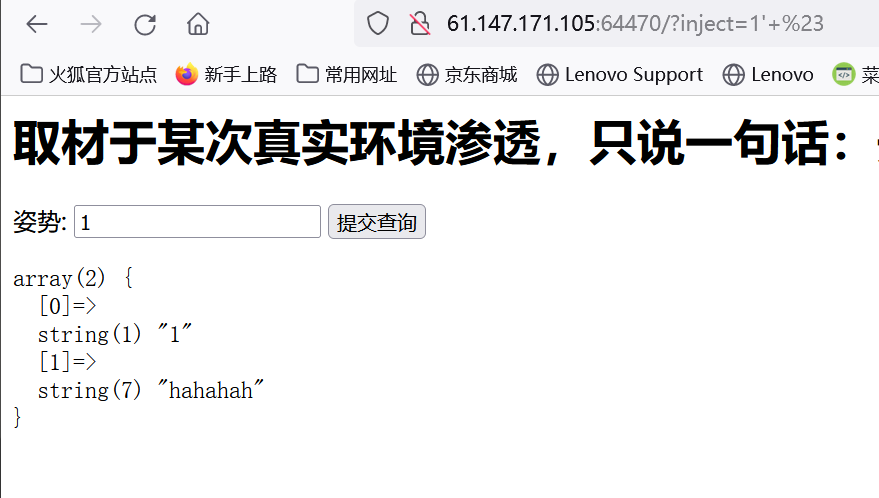 61.147.171.105:64470/?inject=1'+%23
火狐官方站点 新手上路 常用网址 京东商城 Lenovo Support Lenovo 菜
取材于某次真实环境渗透，只说一句话：
姿势: 1 提交查询
array(2) {
  [0]=>
  string(1) "1"
  [1]=>
  string(7) "hahahah"
}